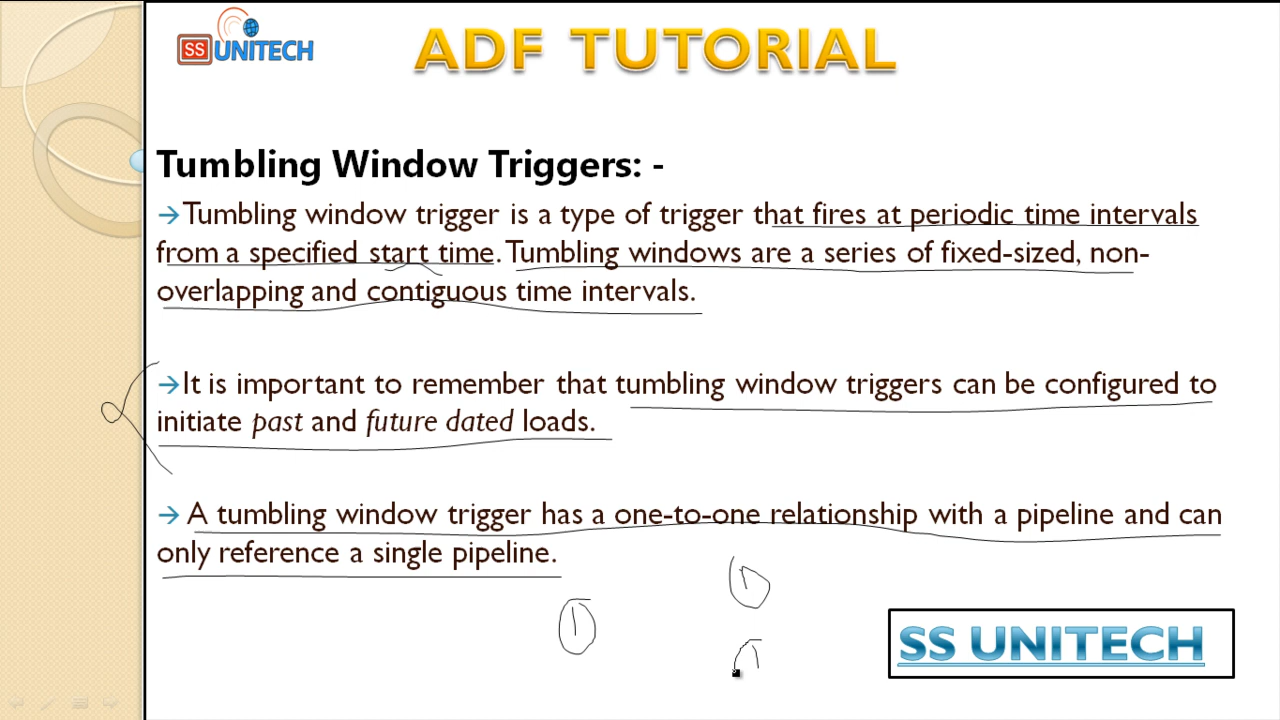 SS UNITECH
ADF TUTORIAL
Tumbling Window Triggers: -
→Tumbling window trigger is a type of trigger that fires at periodic time intervals
from a specified start time. Tumbling windows are a series of fixed-sized, non-
overlapping and contiguous time intervals.
→It is important to remember that tumbling window triggers can be configured to
initiate past and future dated loads.
→ A tumbling window trigger has a one-to-one relationship with a pipeline and can
only reference a single pipeline.
1
1
1
SS UNITECH